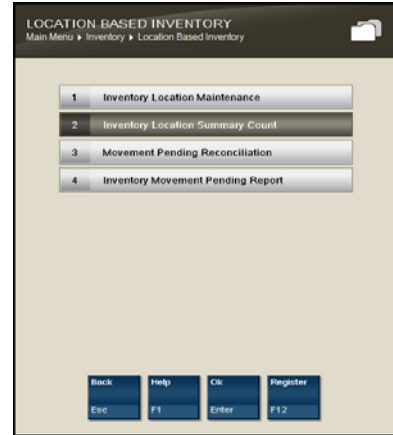 LOCATION BASED INVENTORY
Main Menu ▸ Inventory ▸ Location Based Inventory
1 Inventory Location Maintenance
2 Inventory Location Summary Count
3 Movement Pending Reconciliation
4 Inventory Movement Pending Report
Back Help Ok Register
Esc F1 Enter F12